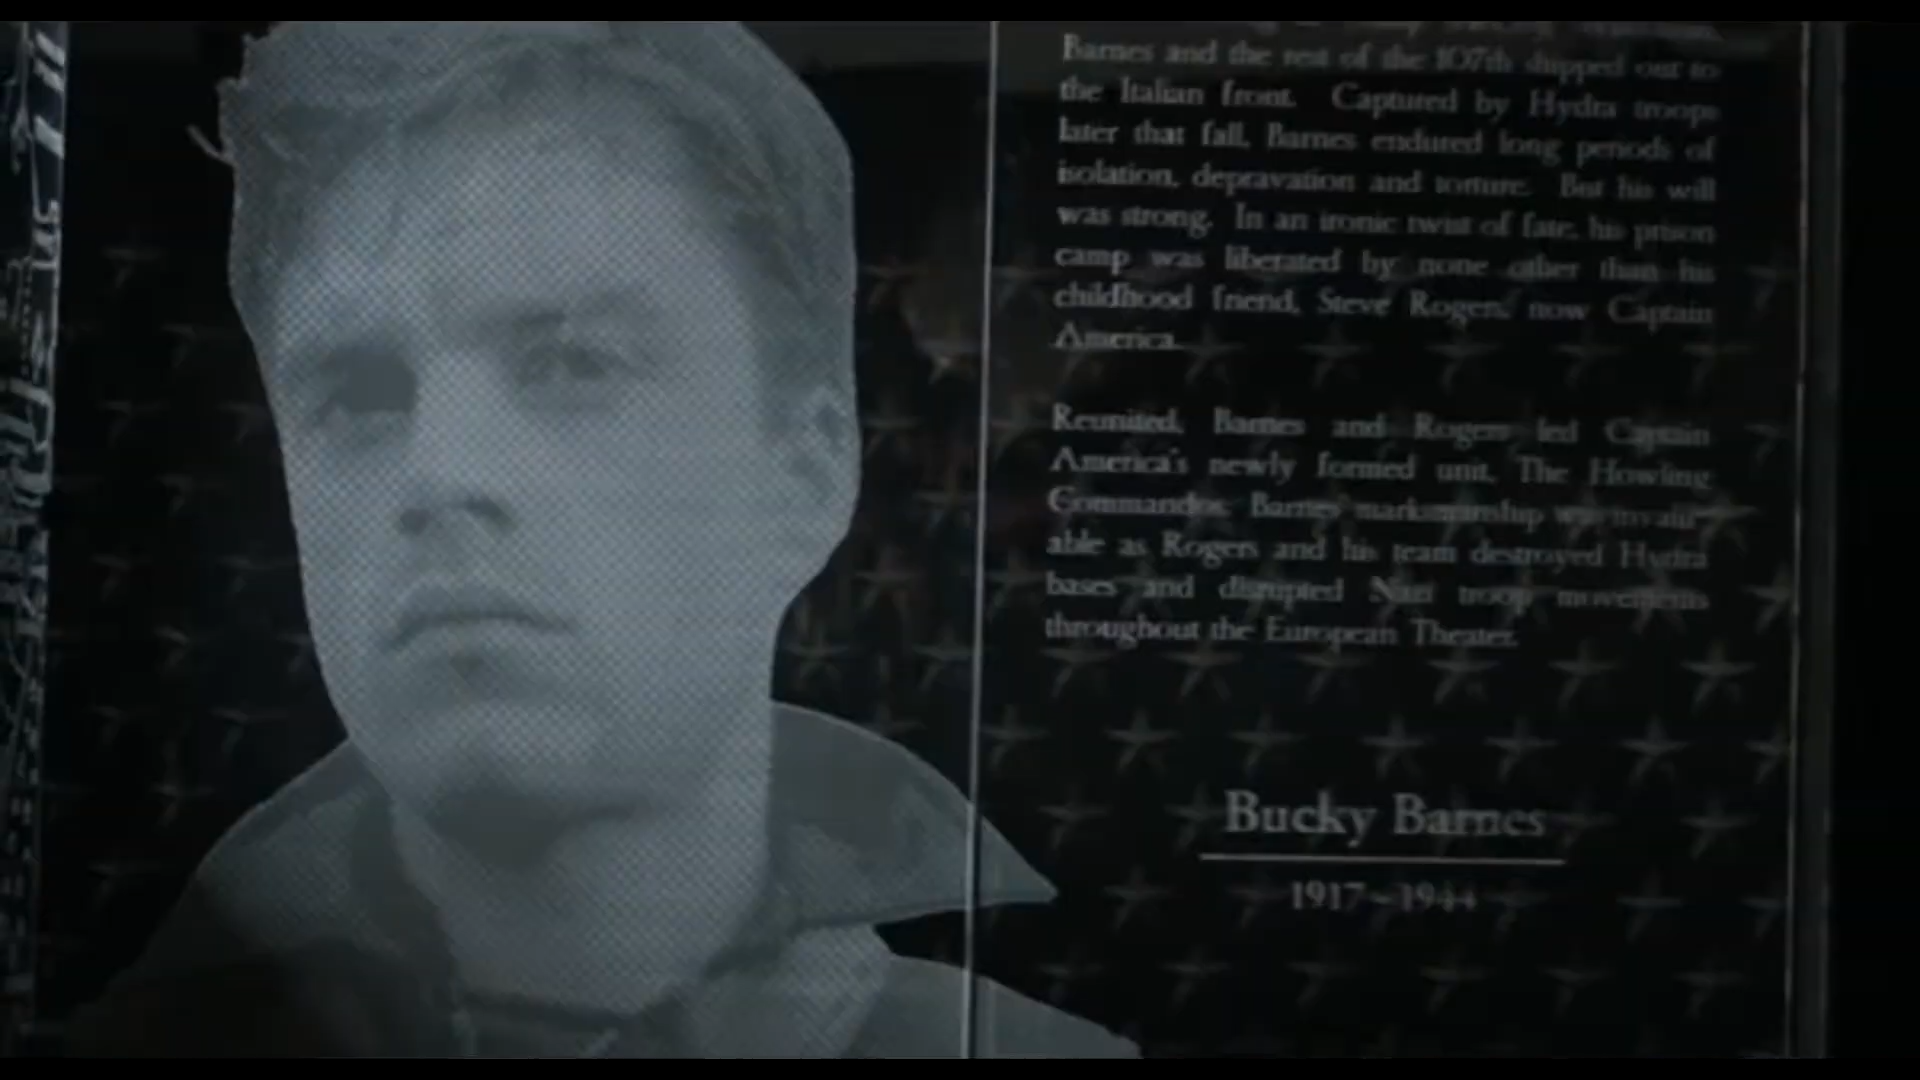 Barnes and the rest of the 107th shipped out to
the Italian front. Captured by Hydra troops
later that fall, Barnes endured long periods of
isolation, depravation and torture. But his will
was strong. In an ironic twist of fate, his prison
camp was liberated by none other than his
childhood friend, Steve Rogers, now Captain
America.
Reunited, Barnes and Rogers led Captain
America's newly formed unit, The Howling
Commandos. Barnes' marksmanship was invalu-
able as Rogers and his team destroyed Hydra
bases and disrupted Nazi troop movements
throughout the European Theater.
Bucky Barnes
1917 - 1944